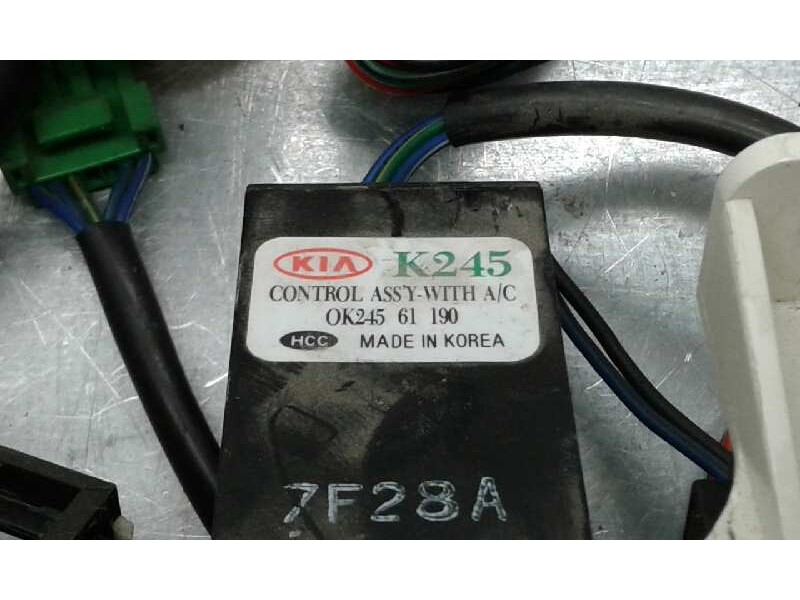 KIA K245
CONTROL ASS'Y-WITH A/C
OK245 61 190
HCC MADE IN KOREA
7F28A